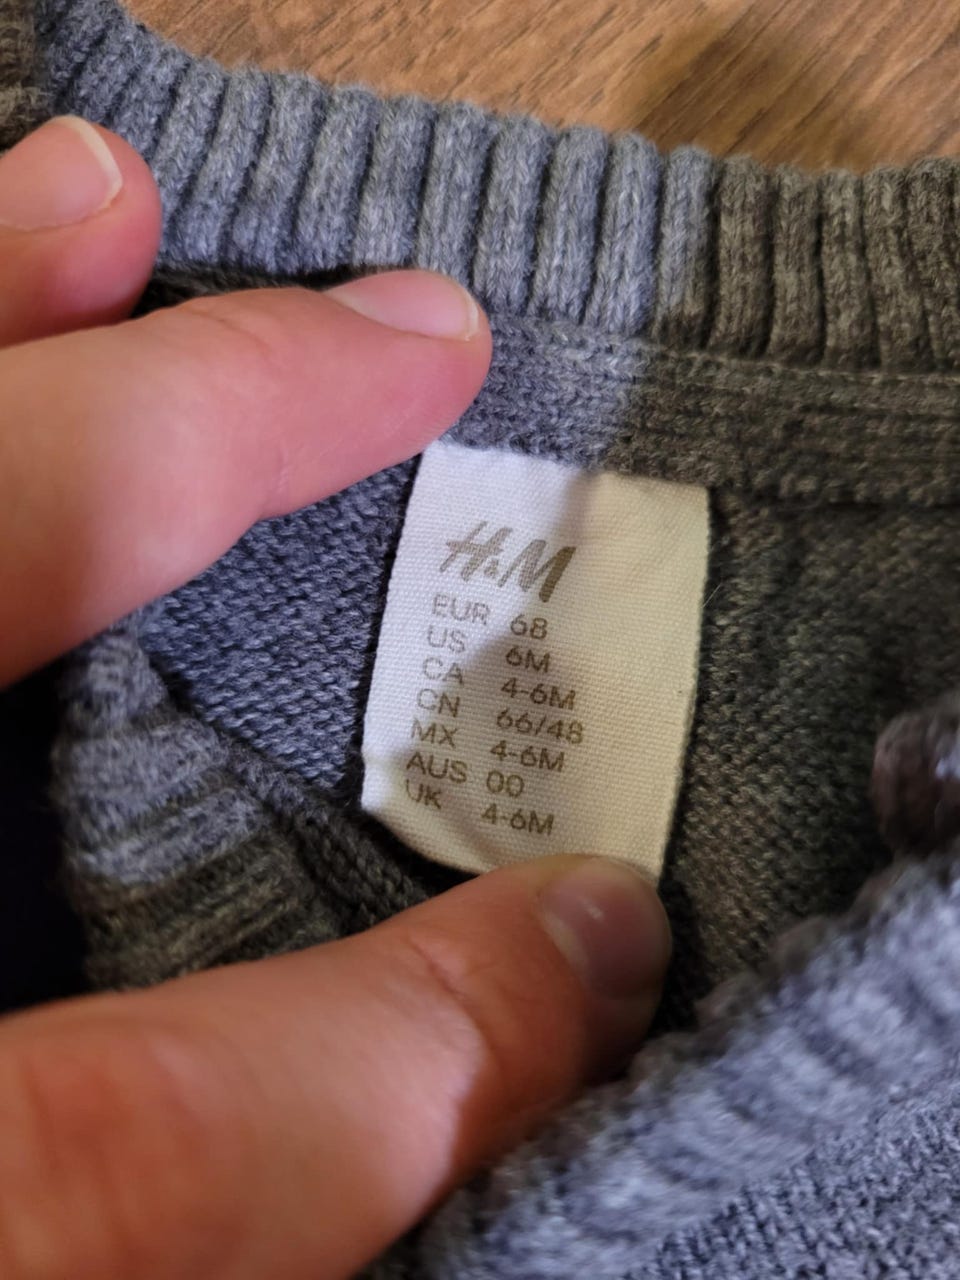 H&M
EUR 68
US 6M
CA 4-6M
CN 66/48
MX 4-6M
AUS 00
UK 4-6M